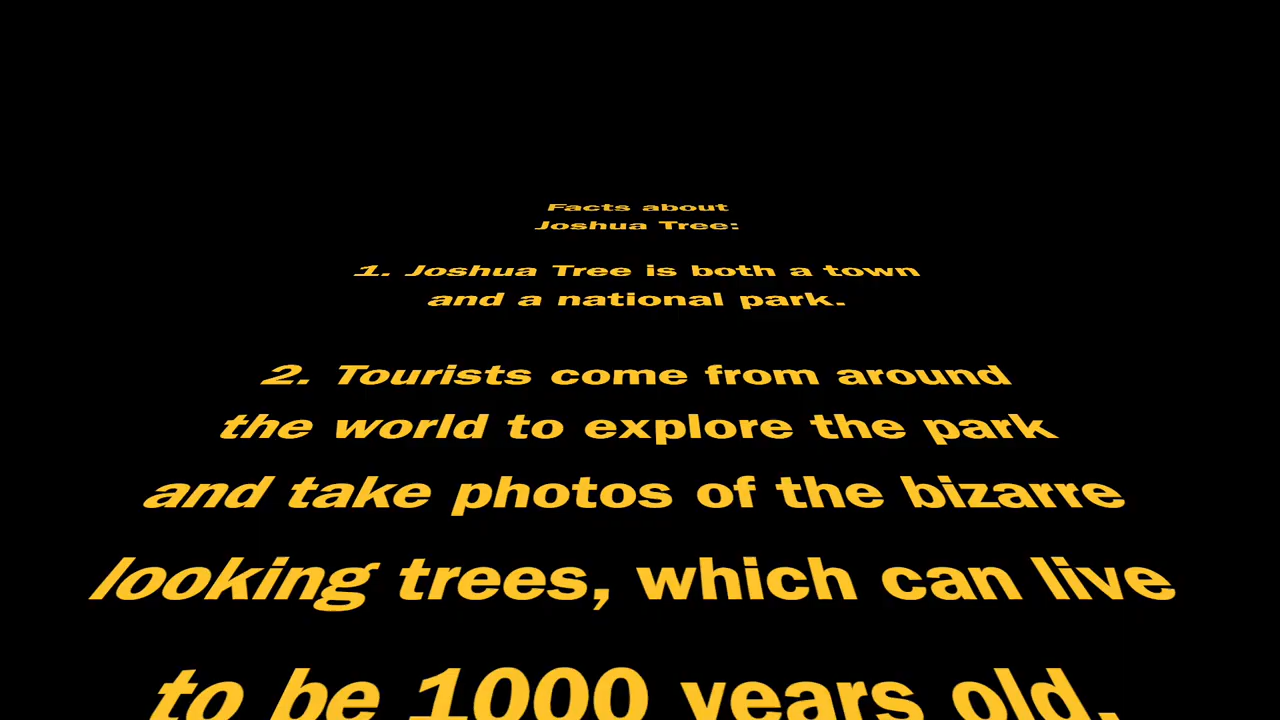 Facts about
Joshua Tree:
1. Joshua Tree is both a town
and a national park.
2. Tourists come from around
the world to explore the park
and take photos of the bizarre
looking trees, which can live
to be 1000 years old.